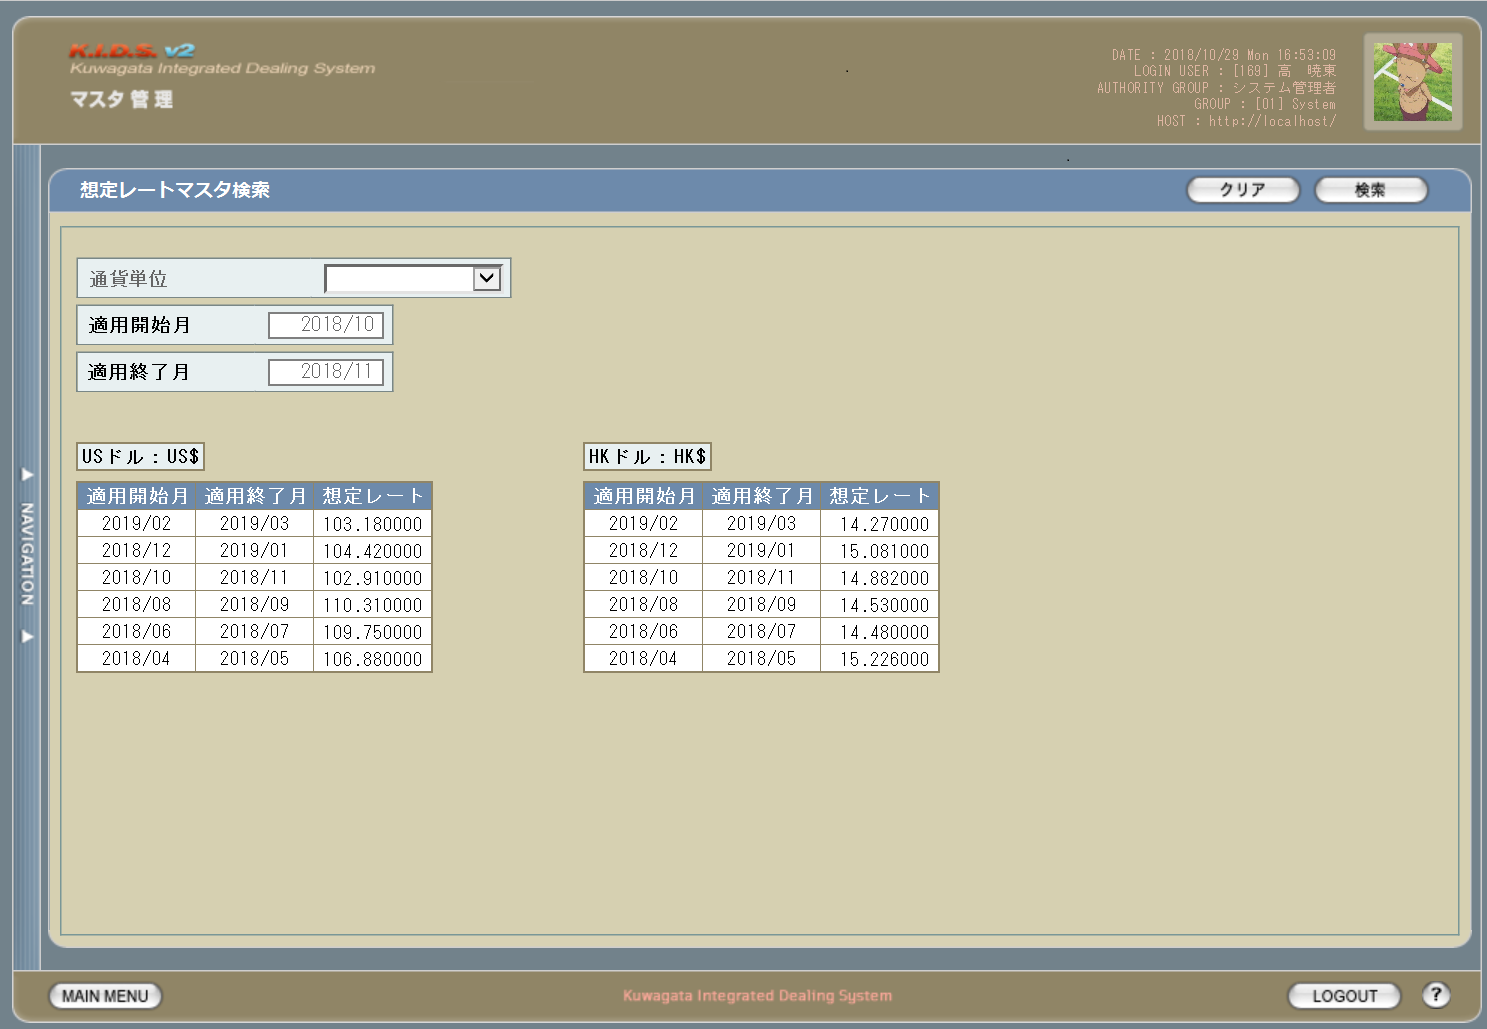 K.I.D.S. v2
Kuwagata Integrated Dealing System
マスタ管理
DATE : 2018/10/29 Mon 16:53:09
LOGIN USER : [169] 高　暁東
AUTHORITY GROUP : システム管理者
GROUP : [01] System
HOST : http://localhost/
想定レートマスタ検索
クリア
検索
通貨単位
適用開始月 2018/10
適用終了月 2018/11
NAVIGATION
USドル：US$
適用開始月 適用終了月 想定レート
2019/02 2019/03 103.180000
2018/12 2019/01 104.420000
2018/10 2018/11 102.910000
2018/08 2018/09 110.310000
2018/06 2018/07 109.750000
2018/04 2018/05 106.880000
HKドル：HK$
適用開始月 適用終了月 想定レート
2019/02 2019/03 14.270000
2018/12 2019/01 15.081000
2018/10 2018/11 14.882000
2018/08 2018/09 14.530000
2018/06 2018/07 14.480000
2018/04 2018/05 15.226000
MAIN MENU
Kuwagata Integrated Dealing System
LOGOUT
?